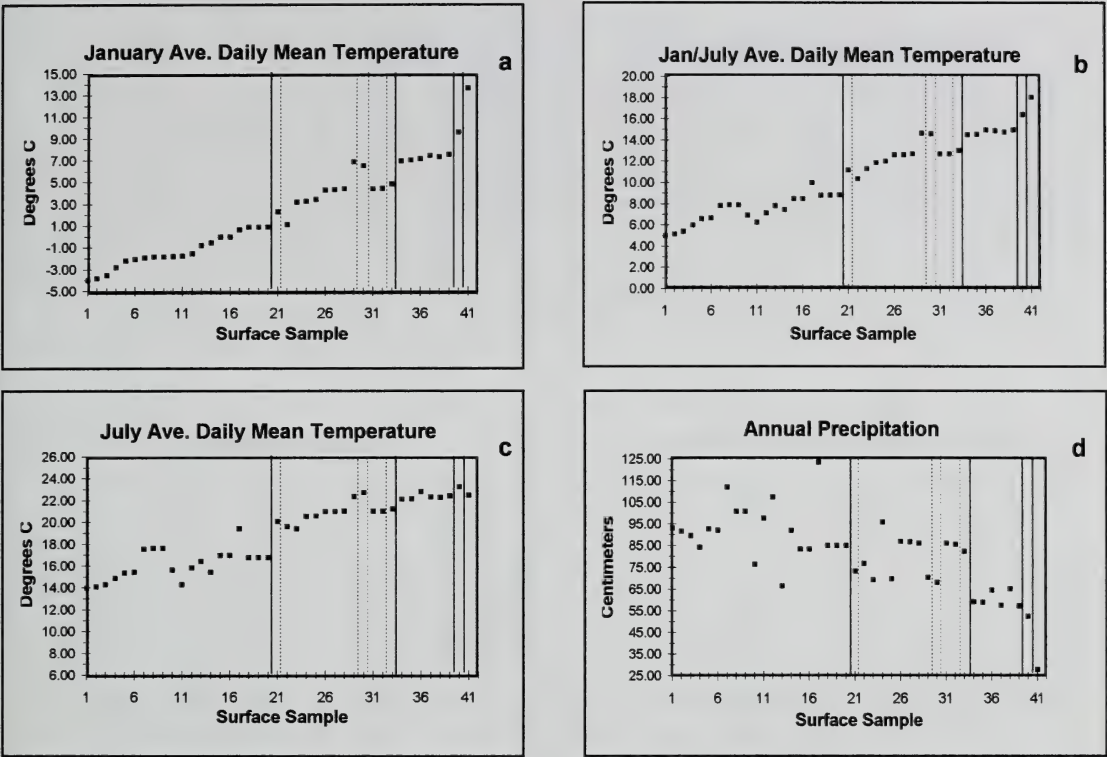 January Ave. Daily Mean Temperature
a
Degrees C
15.00
13.00
11.00
9.00
7.00
5.00
3.00
1.00
-1.00
-3.00
-5.00
1 6 11 16 21 26 31 36 41
Surface Sample
Jan/July Ave. Daily Mean Temperature
b
Degrees C
20.00
18.00
16.00
14.00
12.00
10.00
8.00
6.00
4.00
2.00
0.00
1 6 11 16 21 26 31 36 41
Surface Sample
July Ave. Daily Mean Temperature
c
Degrees C
26.00
24.00
22.00
20.00
18.00
16.00
14.00
12.00
10.00
8.00
6.00
1 6 11 16 21 26 31 36 41
Surface Sample
Annual Precipitation
d
Centimeters
125.00
115.00
105.00
95.00
85.00
75.00
65.00
55.00
45.00
35.00
25.00
1 6 11 16 21 26 31 36 41
Surface Sample